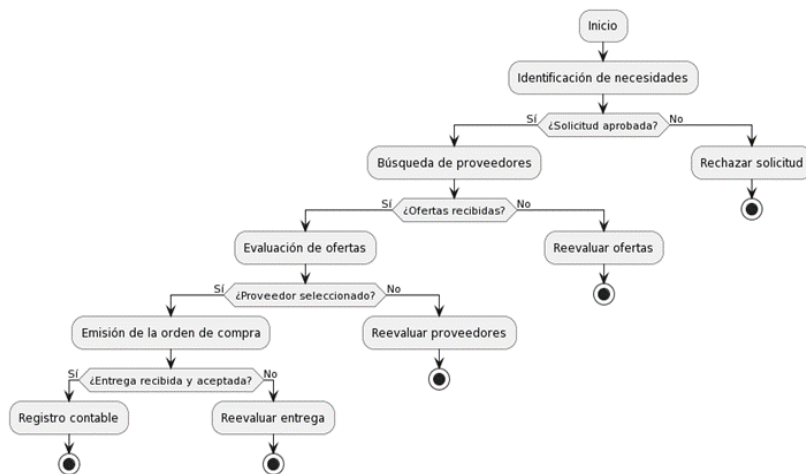 Inicio
Identificación de necesidades
Sí
¿Solicitud aprobada?
No
Búsqueda de proveedores
Rechazar solicitud
Sí
¿Ofertas recibidas?
No
Evaluación de ofertas
Reevaluar ofertas
Sí
¿Proveedor seleccionado?
No
Emisión de la orden de compra
Reevaluar proveedores
Sí
¿Entrega recibida y aceptada?
No
Registro contable
Reevaluar entrega